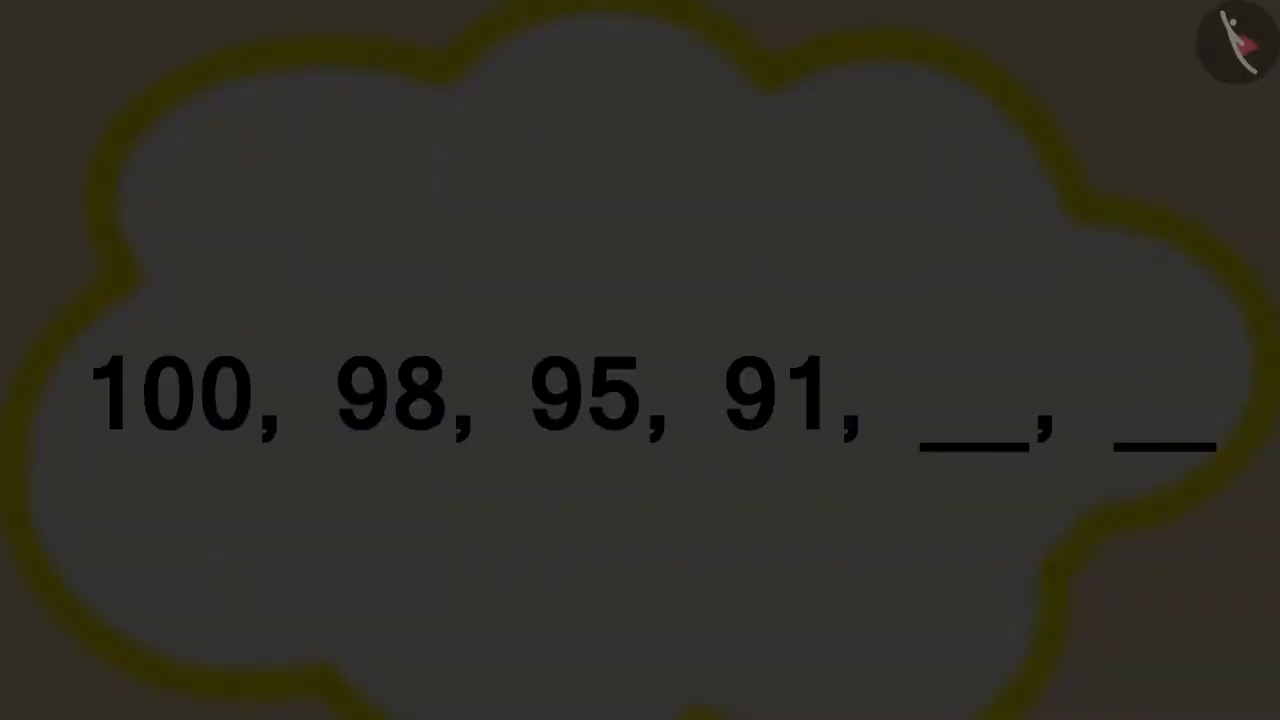 100, 98, 95, 91, __, __